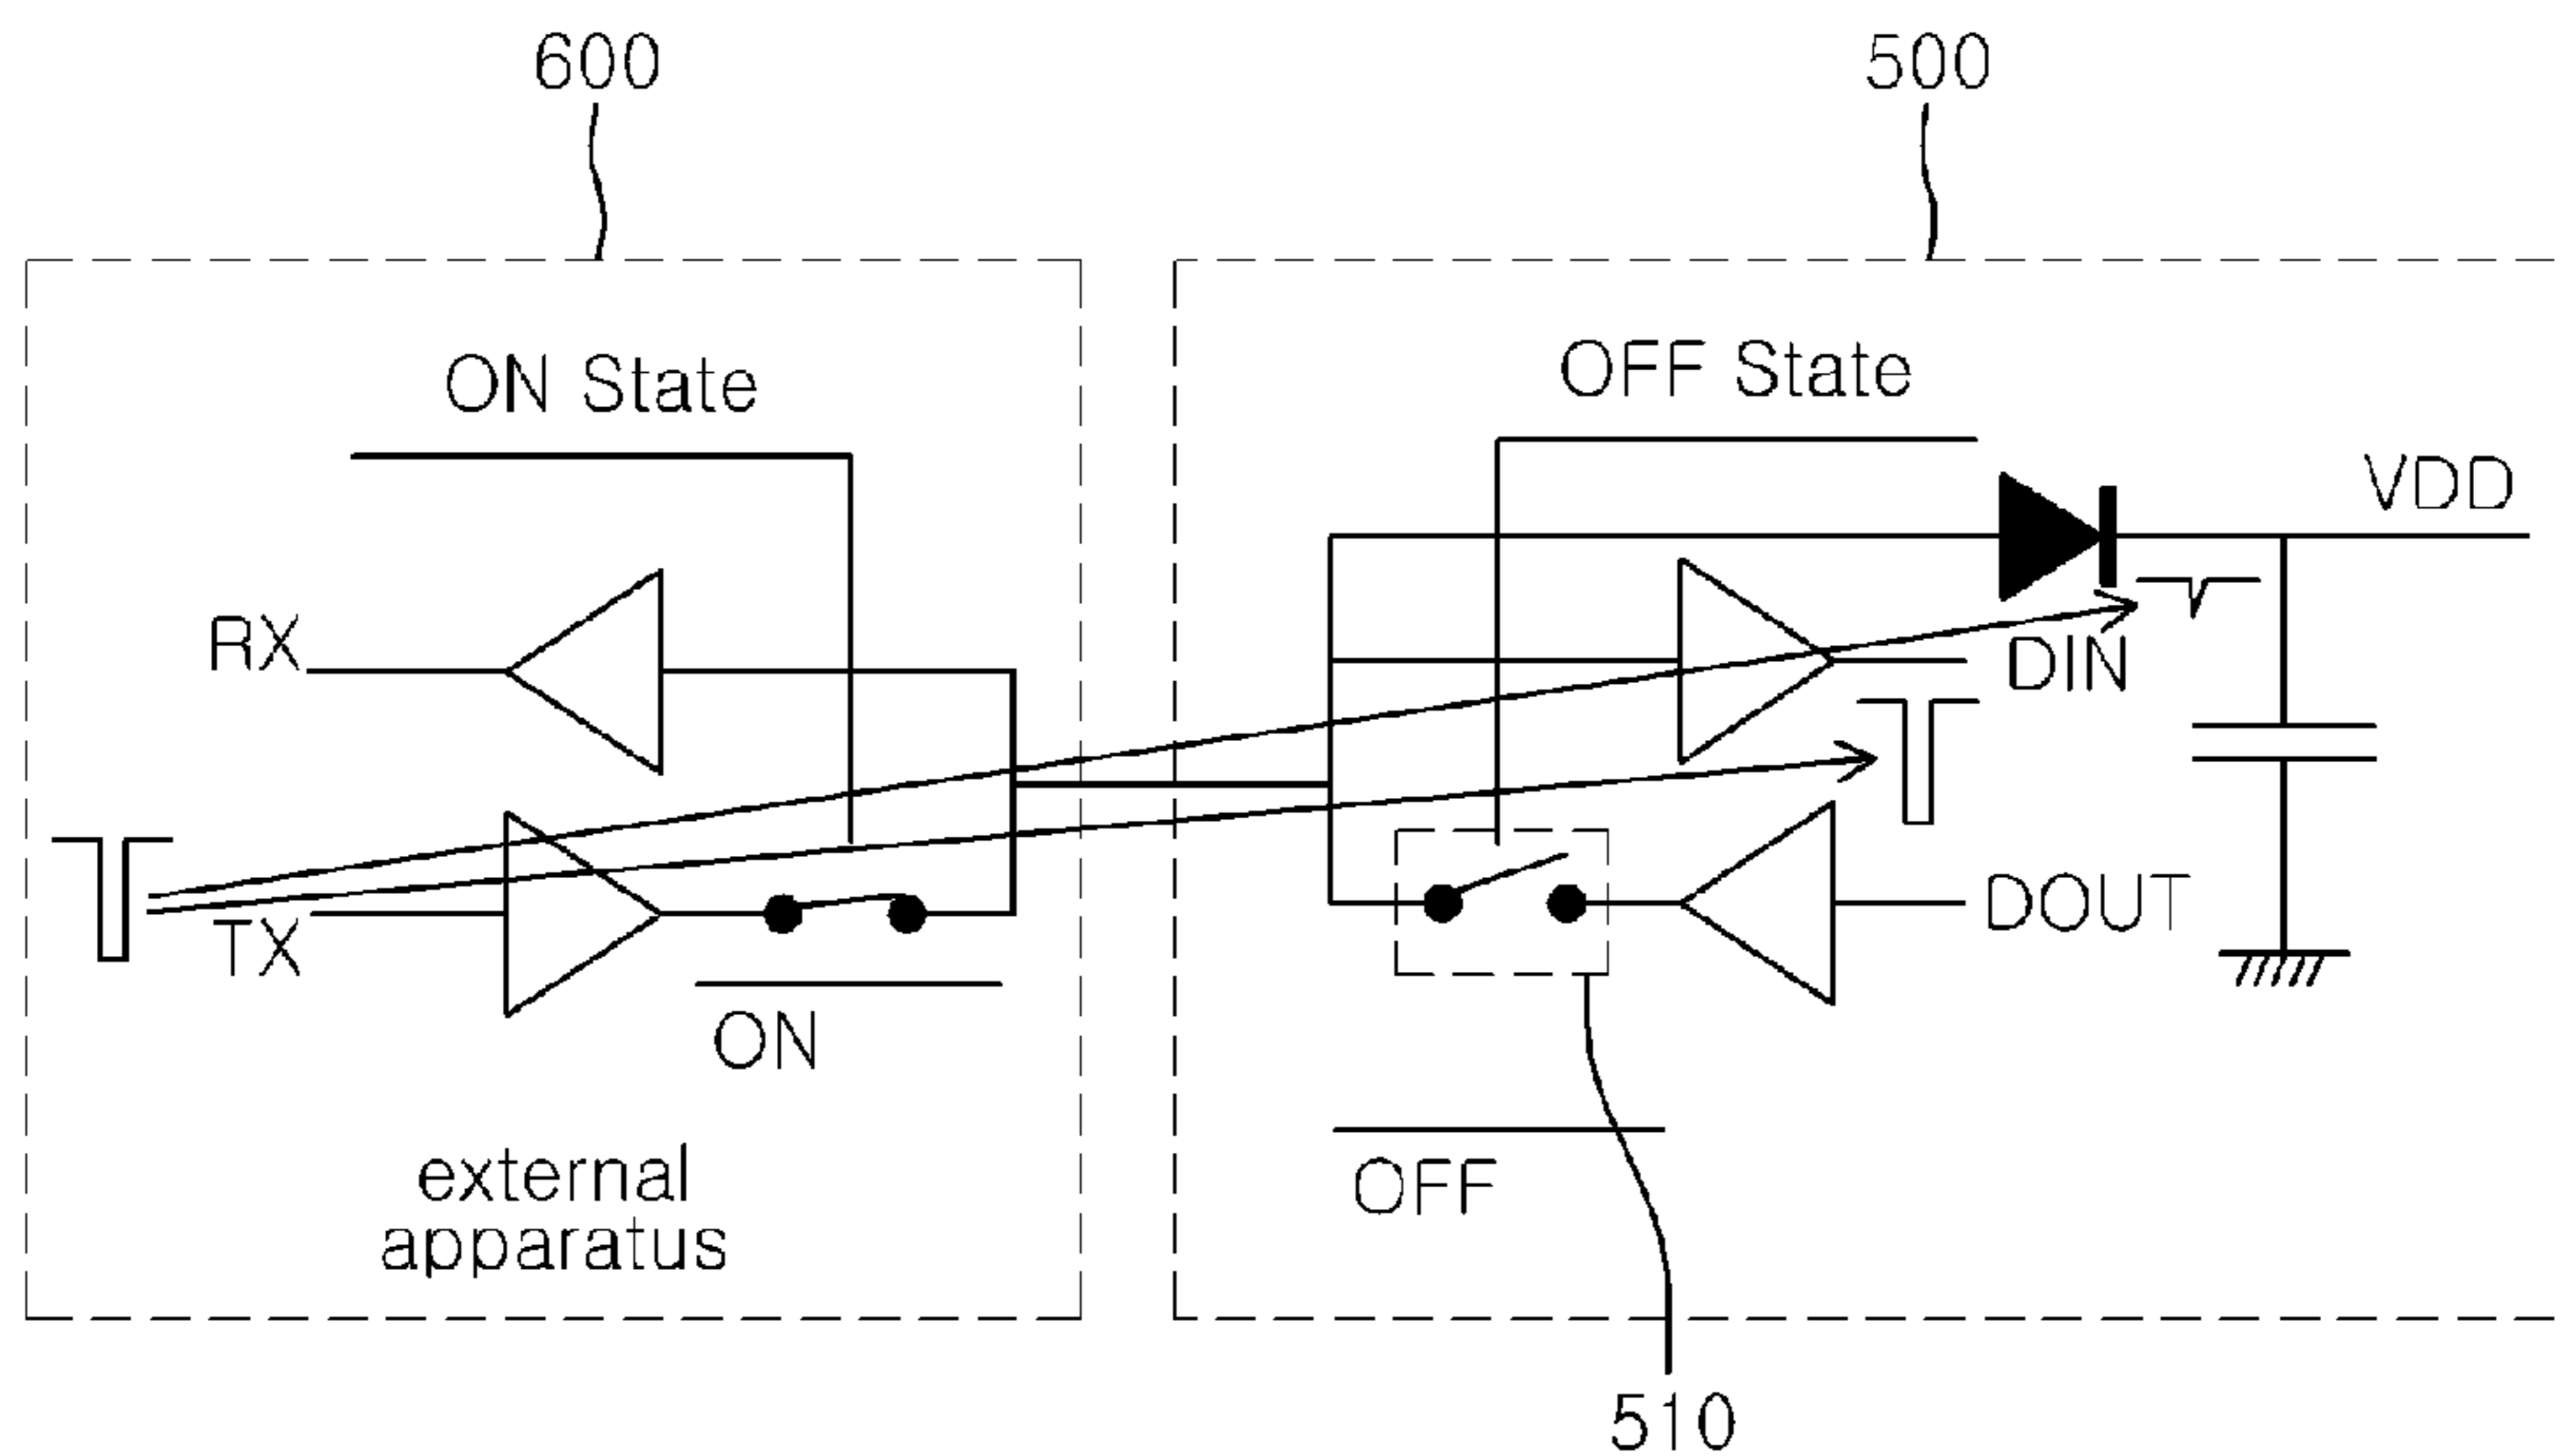 600
500
ON State
OFF State
VDD
RX
DIN
TX
DOUT
ON
OFF
external
apparatus
510